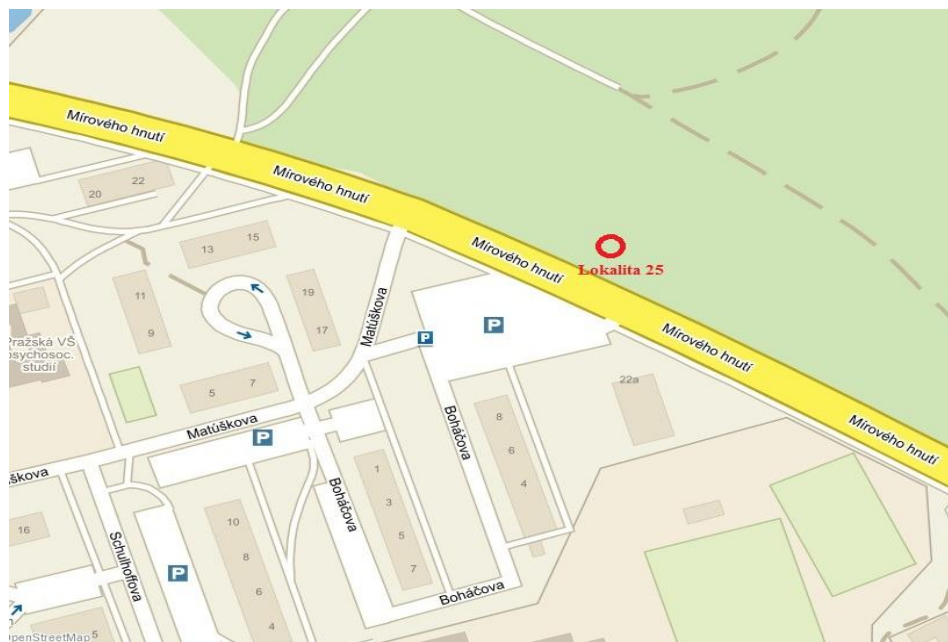 Mírového hnutí
Mírového hnutí
Mírového hnutí
Lokalita 25
Mírového hnutí
Mírového hnutí
20
22
13
15
11
9
19
17
Pražská VŠ
psychosoc.
studií
5
7
Matúškova
Matúškova
P
P
22a
P
Boháčova
8
6
4
1
3
5
7
Boháčova
Boháčova
škova
16
Schulhoffova
P
10
8
6
4
5
OpenStreetMap